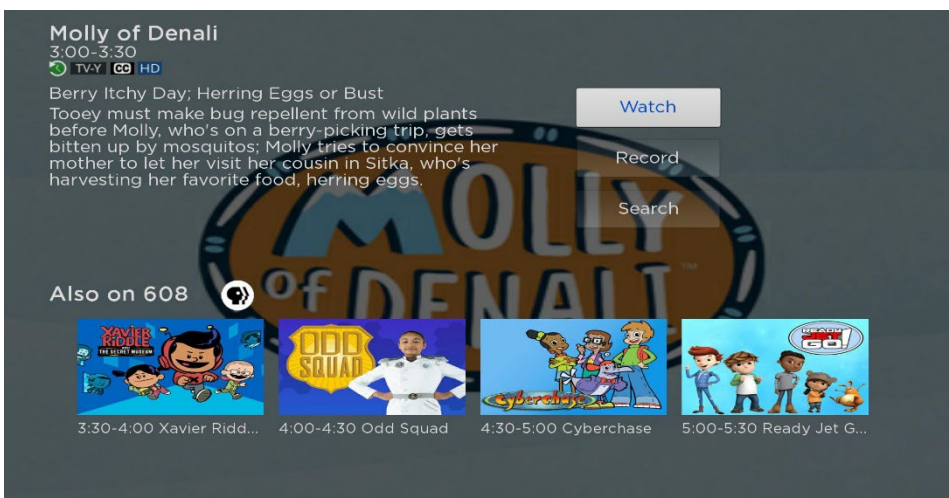 Molly of Denali
3:00-3:30
TV-Y CC HD
Berry Itchy Day; Herring Eggs or Bust
Tooey must make bug repellent from wild plants
before Molly, who's on a berry-picking trip, gets
bitten up by mosquitos; Molly tries to convince her
mother to let her visit her cousin in Sitka, who's
harvesting her favorite food, herring eggs.
Watch
Record
Search
MOLLY
OF DENALI
TM
Also on 608
XAVIER
RIDDLE
AND
THE SECRET MUSEUM
ODD
SQUAD
Cyberchase
READY
JET
GO!
3:30-4:00 Xavier Ridd...
4:00-4:30 Odd Squad
4:30-5:00 Cyberchase
5:00-5:30 Ready Jet G...